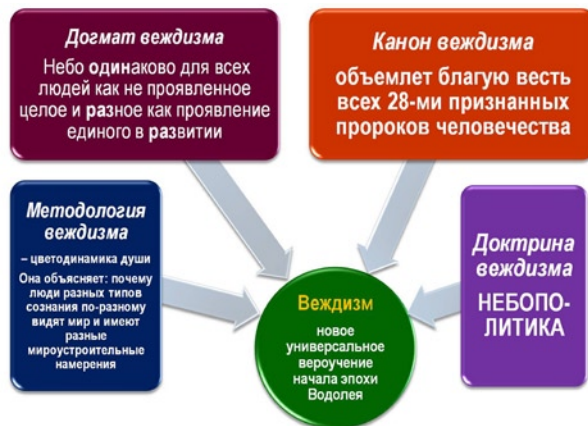 Догмат веждизма
Небо одинаково для всех
людей как не проявленное
целое и разное как проявление
единого в развитии
Канон веждизма
объемлет благую весть
всех 28-ми признанных
пророков человечества
Методология
веждизма
– цветодинамика души
Она объясняет: почему
люди разных типов
сознания по-разному
видят мир и имеют
разные
мироустроительные
намерения
Веждизм
новое
универсальное
вероучение
начала эпохи
Водолея
Доктрина
веждизма
НЕБОПО-
ЛИТИКА